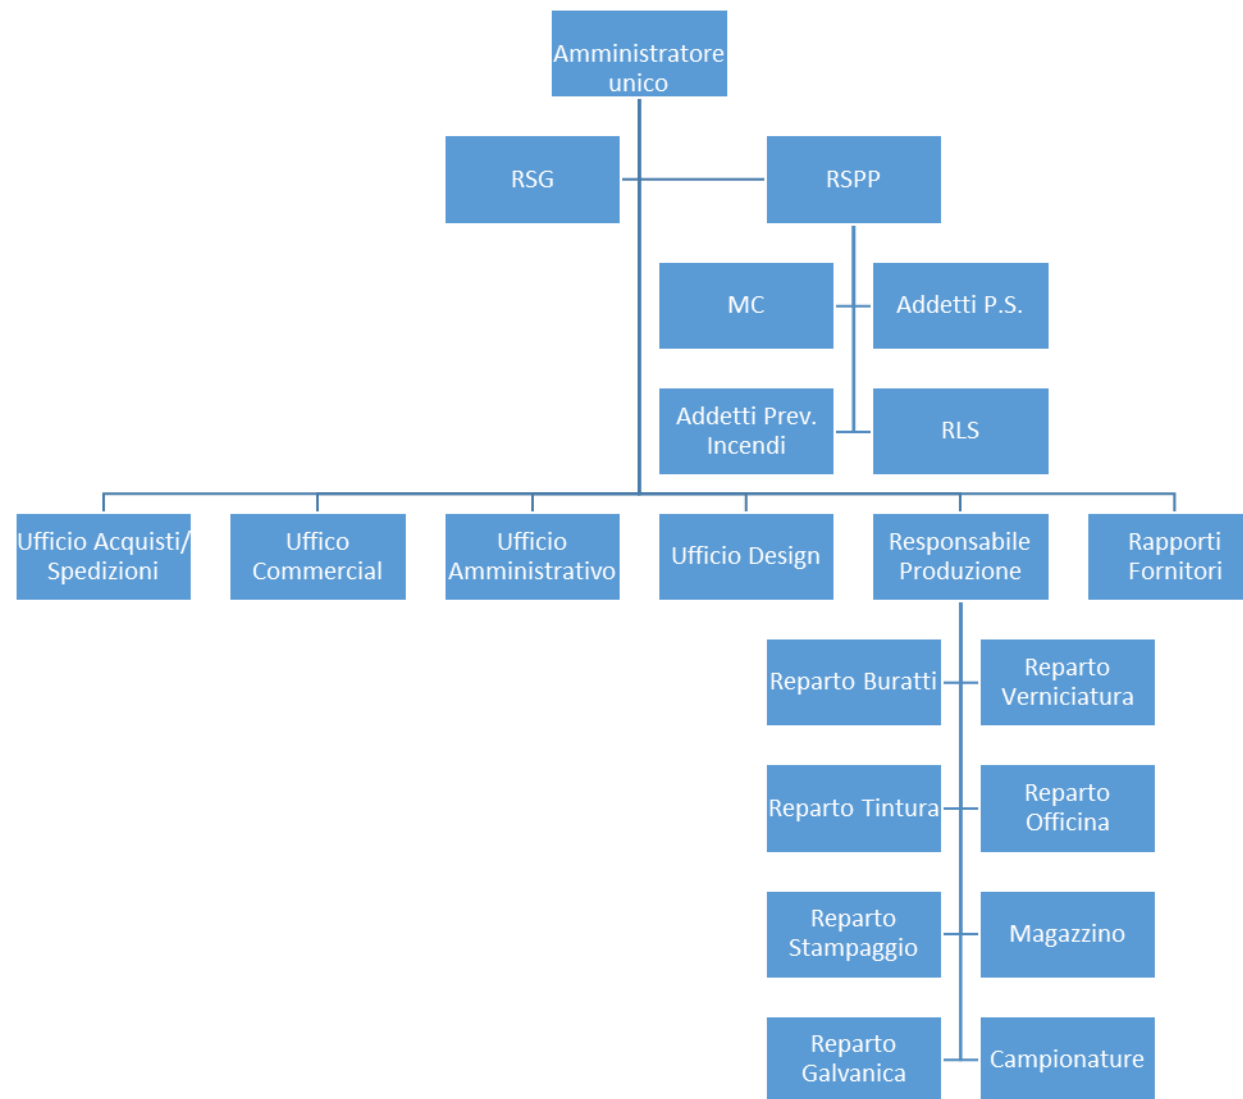 Amministratore
unico
RSG
RSPP
MC
Addetti P.S.
Addetti Prev.
Incendi
RLS
Ufficio Acquisti/
Spedizioni
Uffico
Commercial
Ufficio
Amministrativo
Ufficio Design
Responsabile
Produzione
Rapporti
Fornitori
Reparto Buratti
Reparto
Verniciatura
Reparto Tintura
Reparto
Officina
Reparto
Stampaggio
Magazzino
Reparto
Galvanica
Campionature